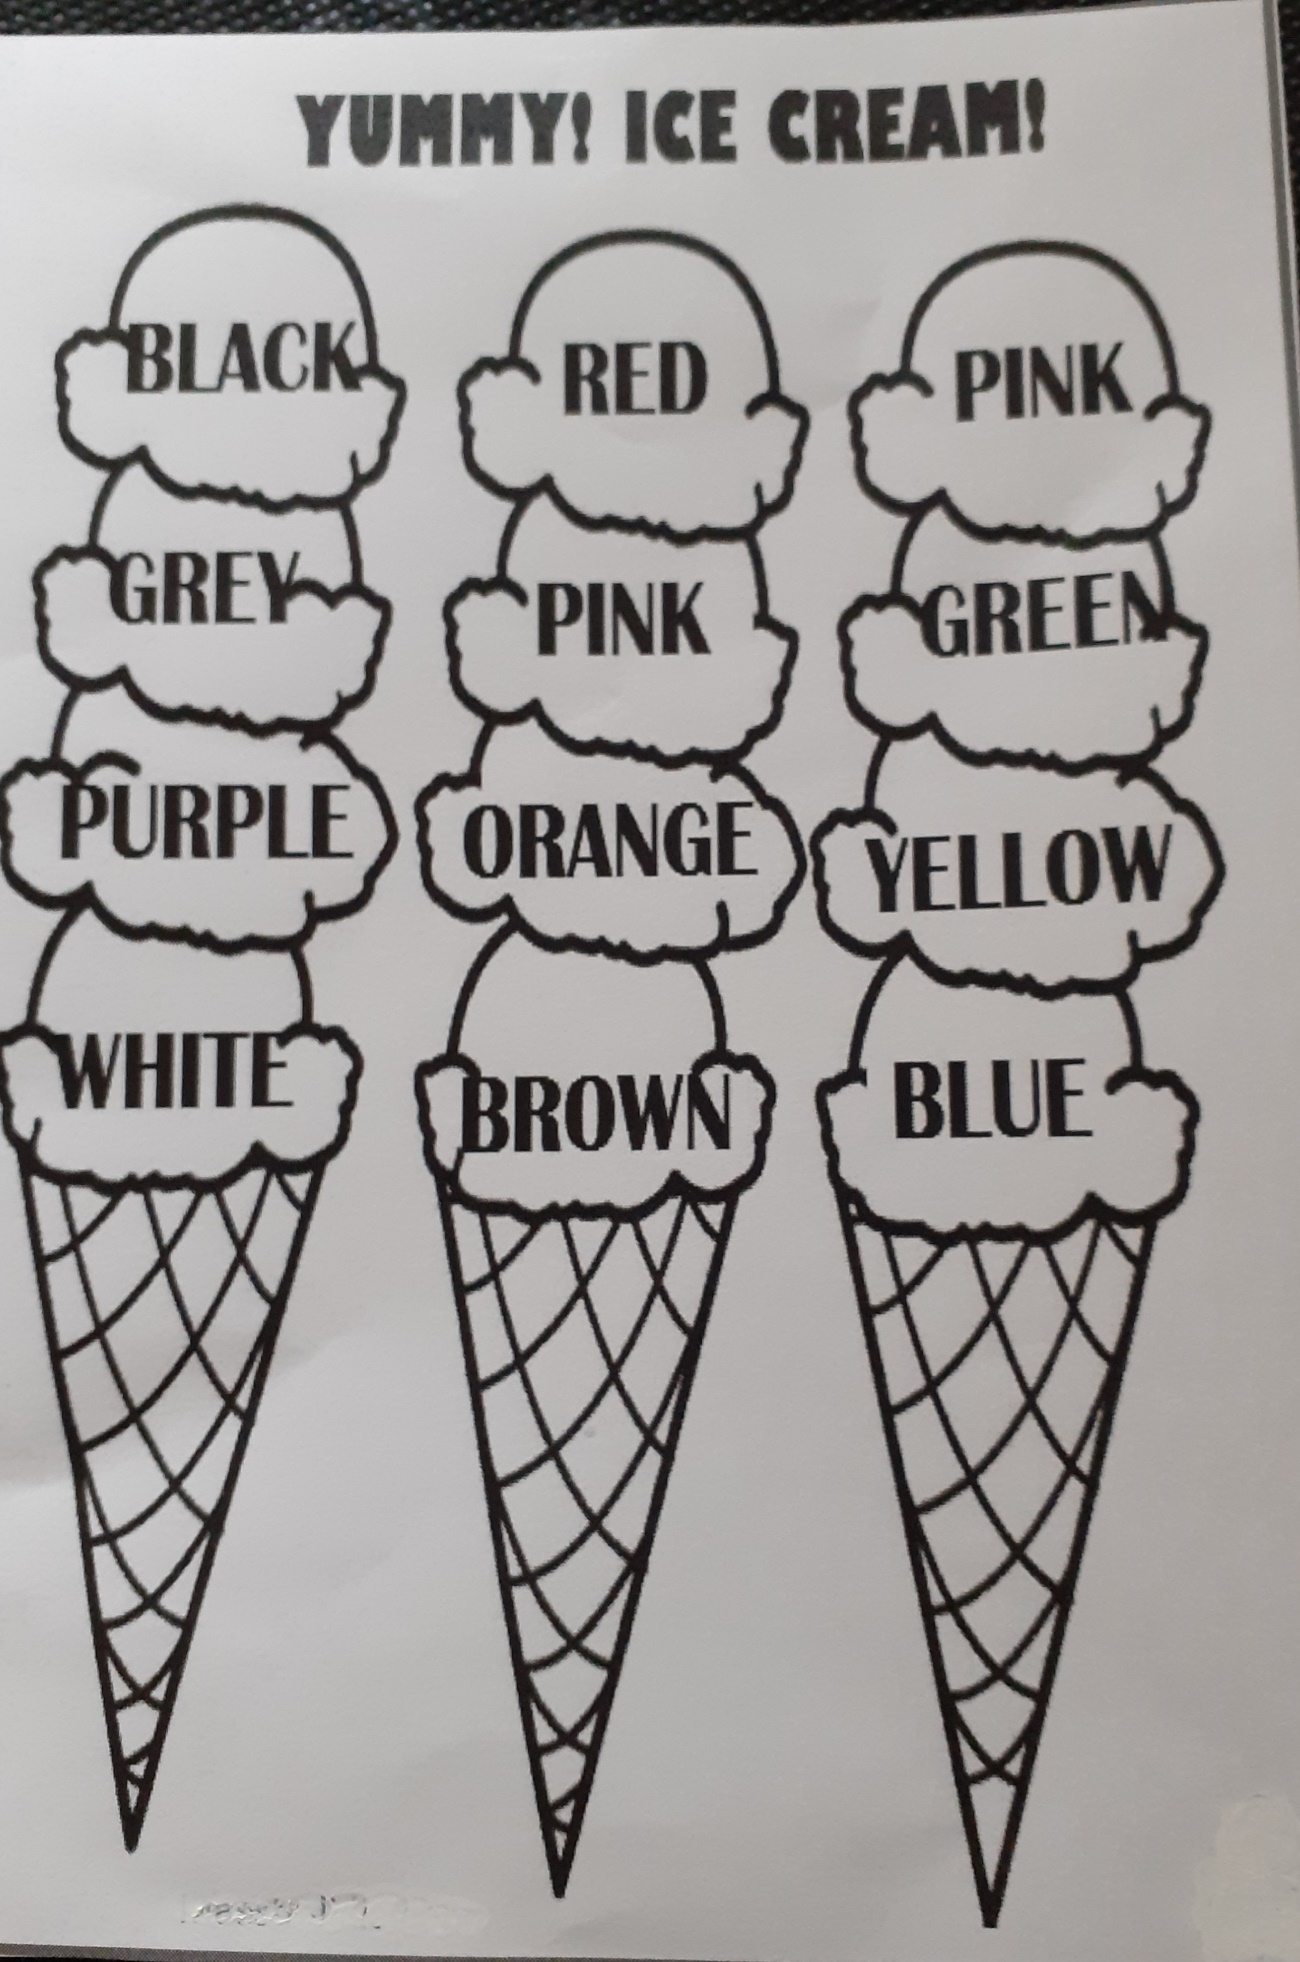 YUMMY! ICE CREAM!
BLACK
GREY
PURPLE
WHITE
RED
PINK
ORANGE
BROWN
PINK
GREEN
YELLOW
BLUE